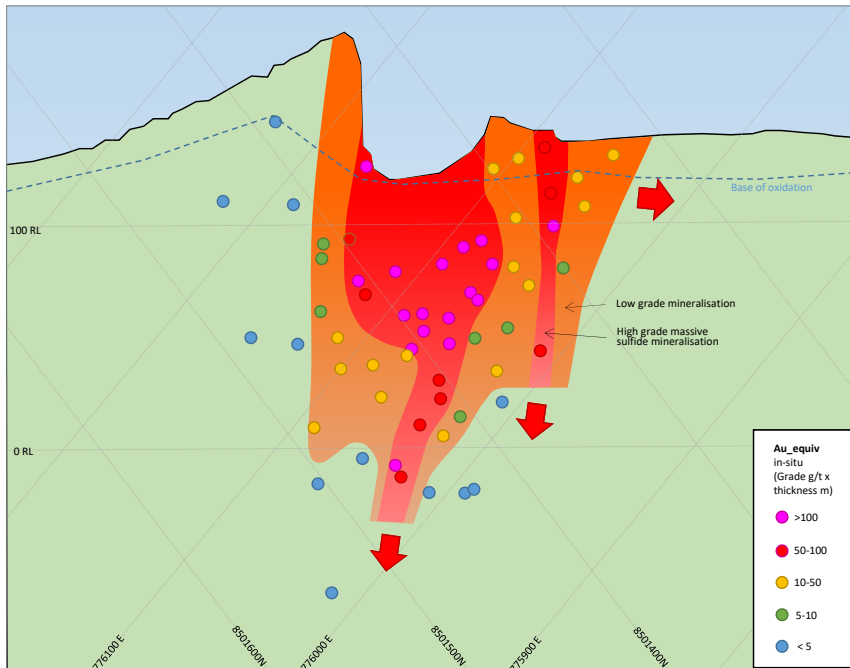 Base of oxidation
100 RL
Low grade mineralisation
High grade massive
sulfide mineralisation
0 RL
Au_equiv
in-situ
(Grade g/t x
thickness m)
>100
50-100
10-50
5-10
< 5
776100 E
8501600N
776000 E
8501500N
775900 E
8501400N